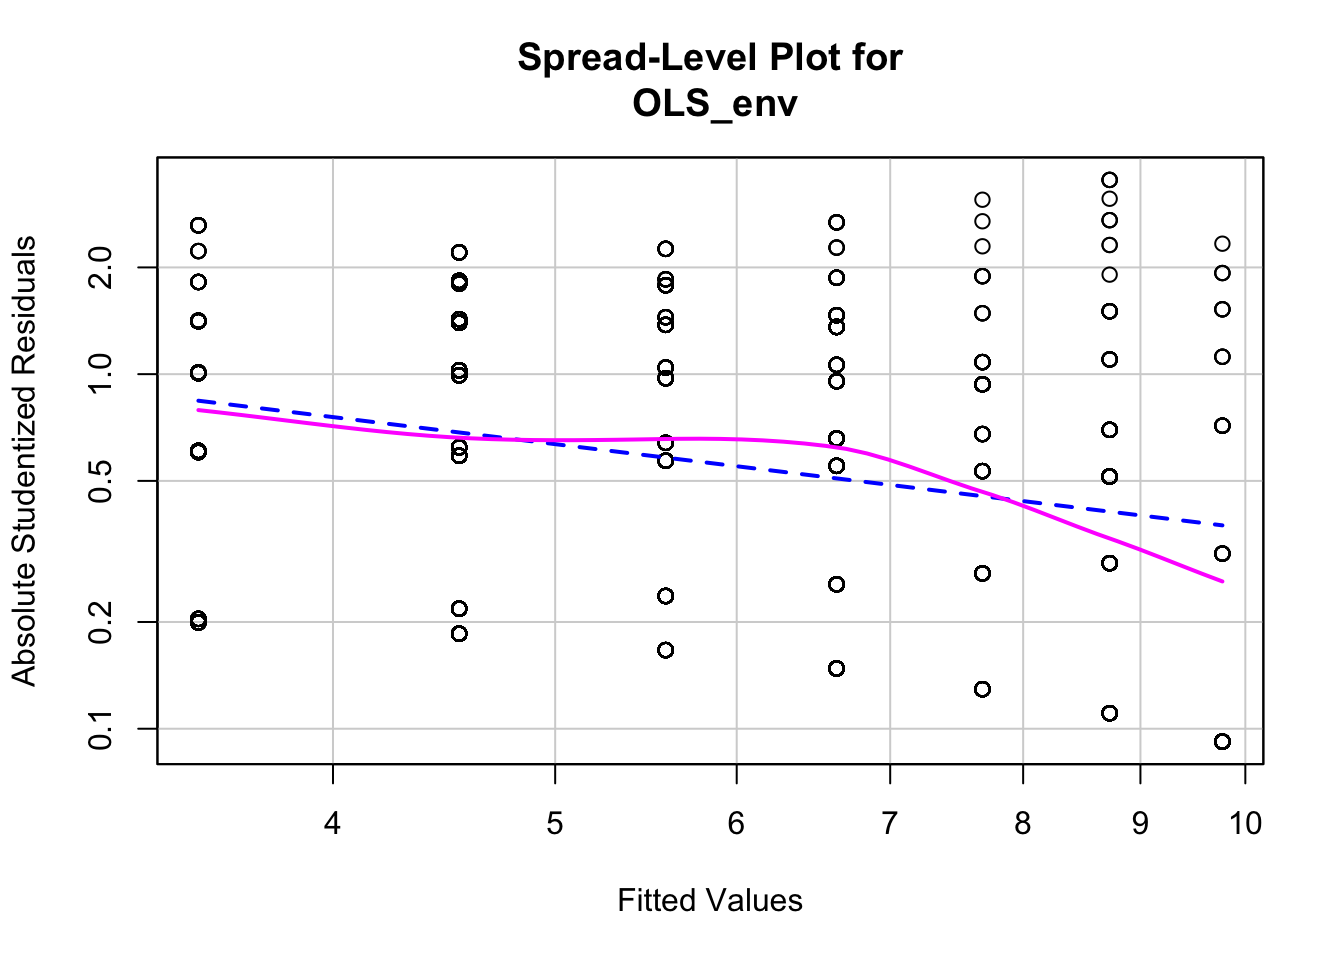 Spread-Level Plot for
OLS_env
Absolute Studentized Residuals
2.0
1.0
0.5
0.2
0.1
4 5 6 7 8 9 10
Fitted Values